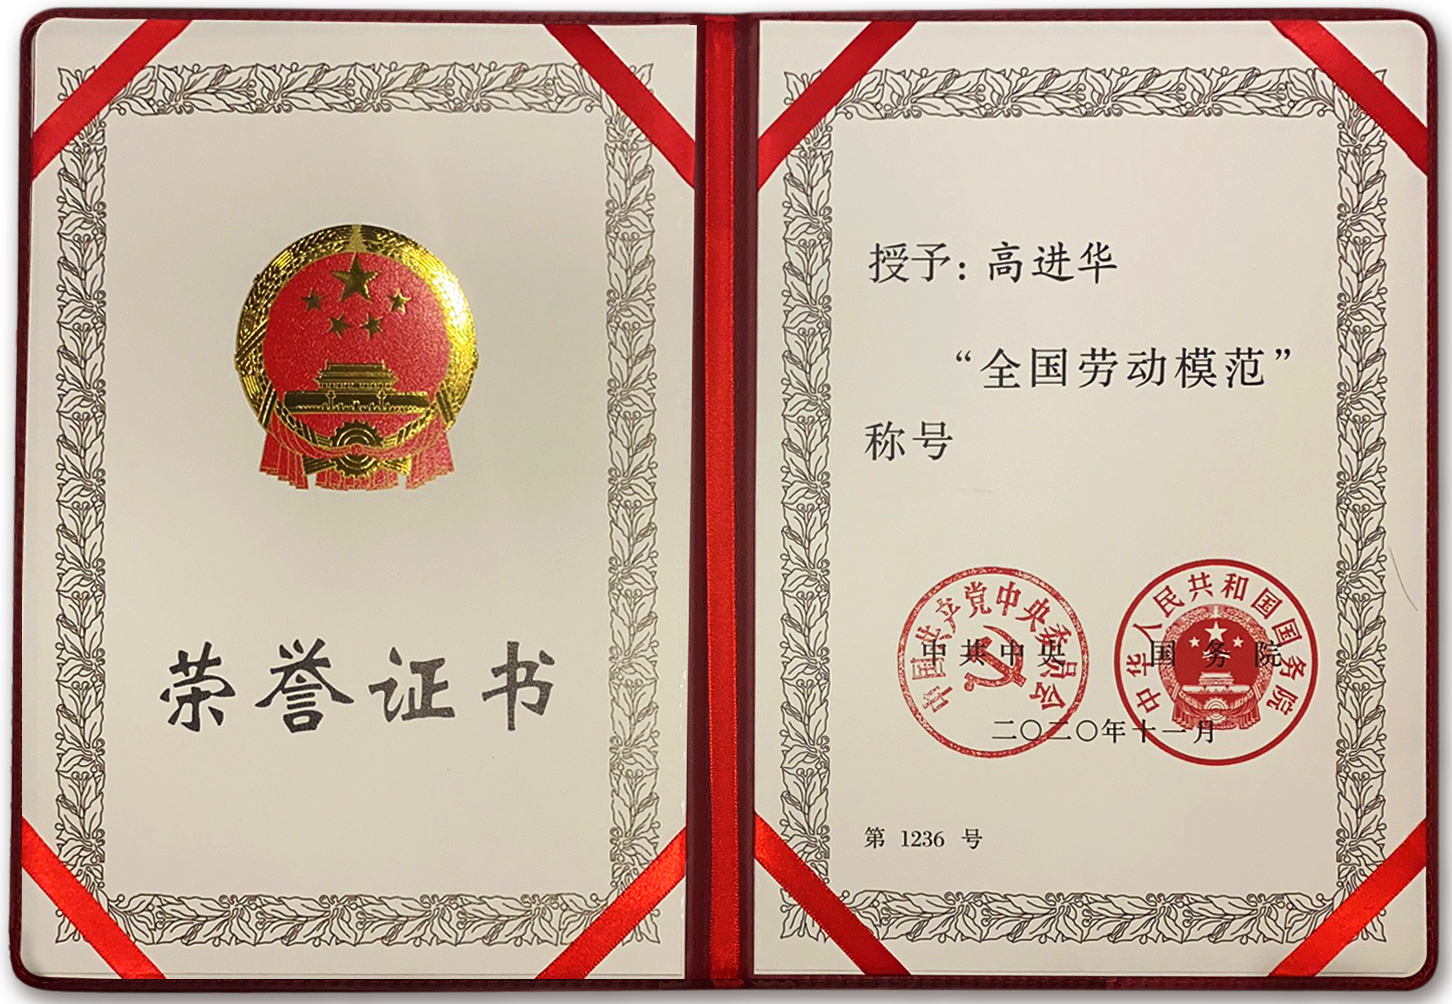 荣誉证书
授予：高进华
“全国劳动模范”
称号
中国共产党中央委员会
中共中央
中华人民共和国国务院
国务院
二〇二〇年十一月
第 1236 号